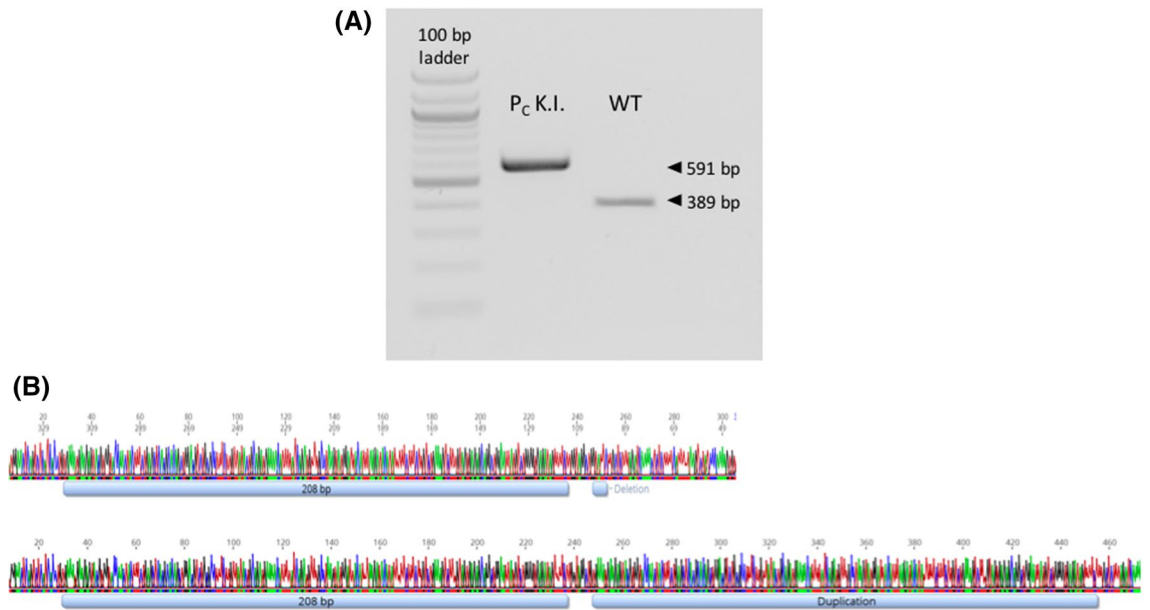 (A)
100 bp
ladder
PC K.I.
WT
591 bp
389 bp
(B)
20 40 60 80 100 120 140 160 180 200 220 240 260 280 300
329 309 289 269 249 229 209 189 169 149 129 109 89 69 49
208 bp
Deletion
20 40 60 80 100 120 140 160 180 200 220 240 260 280 300 320 340 360 380 400 420 440 460
208 bp
Duplication